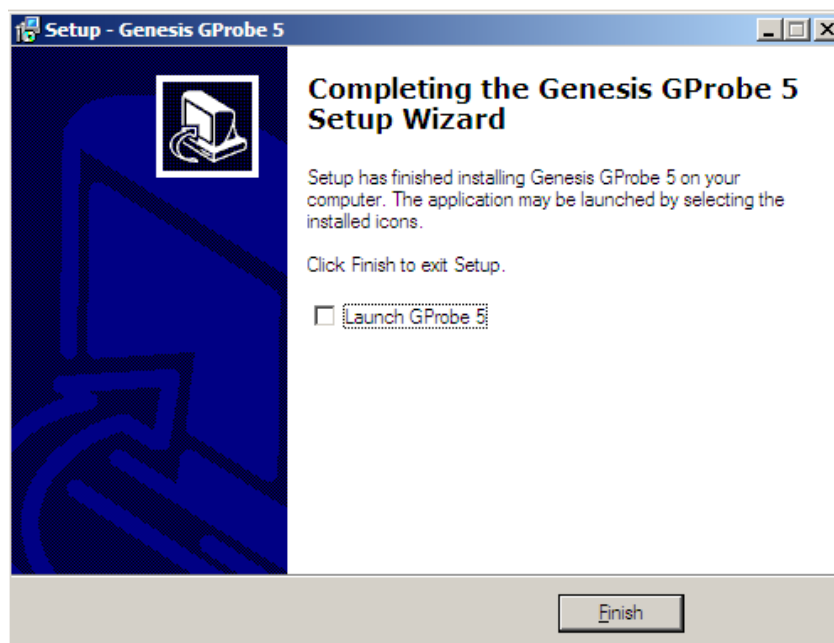 Setup - Genesis GProbe 5
Completing the Genesis GProbe 5
Setup Wizard
Setup has finished installing Genesis GProbe 5 on your
computer. The application may be launched by selecting the
installed icons.
Click Finish to exit Setup.
Launch GProbe 5
Finish